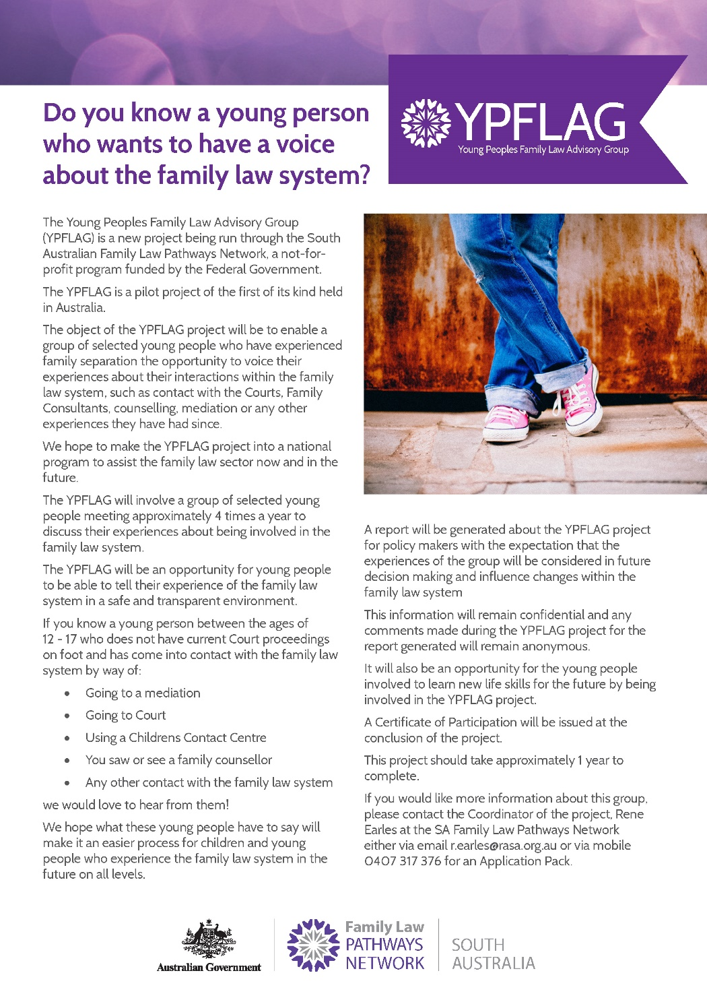 Do you know a young person
who wants to have a voice
about the family law system?
YPFLAG
Young Peoples Family Law Advisory Group
The Young Peoples Family Law Advisory Group
(YPFLAG) is a new project being run through the South
Australian Family Law Pathways Network, a not-for-
profit program funded by the Federal Government.
The YPFLAG is a pilot project of the first of its kind held
in Australia.
The object of the YPFLAG project will be to enable a
group of selected young people who have experienced
family separation the opportunity to voice their
experiences about their interactions within the family
law system, such as contact with the Courts, Family
Consultants, counselling, mediation or any other
experiences they have had since.
We hope to make the YPFLAG project into a national
program to assist the family law sector now and in the
future.
The YPFLAG will involve a group of selected young
people meeting approximately 4 times a year to
discuss their experiences about being involved in the
family law system.
The YPFLAG will be an opportunity for young people
to be able to tell their experience of the family law
system in a safe and transparent environment.
If you know a young person between the ages of
12 - 17 who does not have current Court proceedings
on foot and has come into contact with the family law
system by way of:
• Going to a mediation
• Going to Court
• Using a Childrens Contact Centre
• You saw or see a family counsellor
• Any other contact with the family law system
we would love to hear from them!
We hope what these young people have to say will
make it an easier process for children and young
people who experience the family law system in the
future on all levels.
A report will be generated about the YPFLAG project
for policy makers with the expectation that the
experiences of the group will be considered in future
decision making and influence changes within the
family law system
This information will remain confidential and any
comments made during the YPFLAG project for the
report generated will remain anonymous.
It will also be an opportunity for the young people
involved to learn new life skills for the future by being
involved in the YPFLAG project.
A Certificate of Participation will be issued at the
conclusion of the project.
This project should take approximately 1 year to
complete.
If you would like more information about this group,
please contact the Coordinator of the project, Rene
Earles at the SA Family Law Pathways Network
either via email r.earles@rasa.org.au or via mobile
0407 317 376 for an Application Pack.
Australian Government
Family Law
PATHWAYS
NETWORK
SOUTH
AUSTRALIA